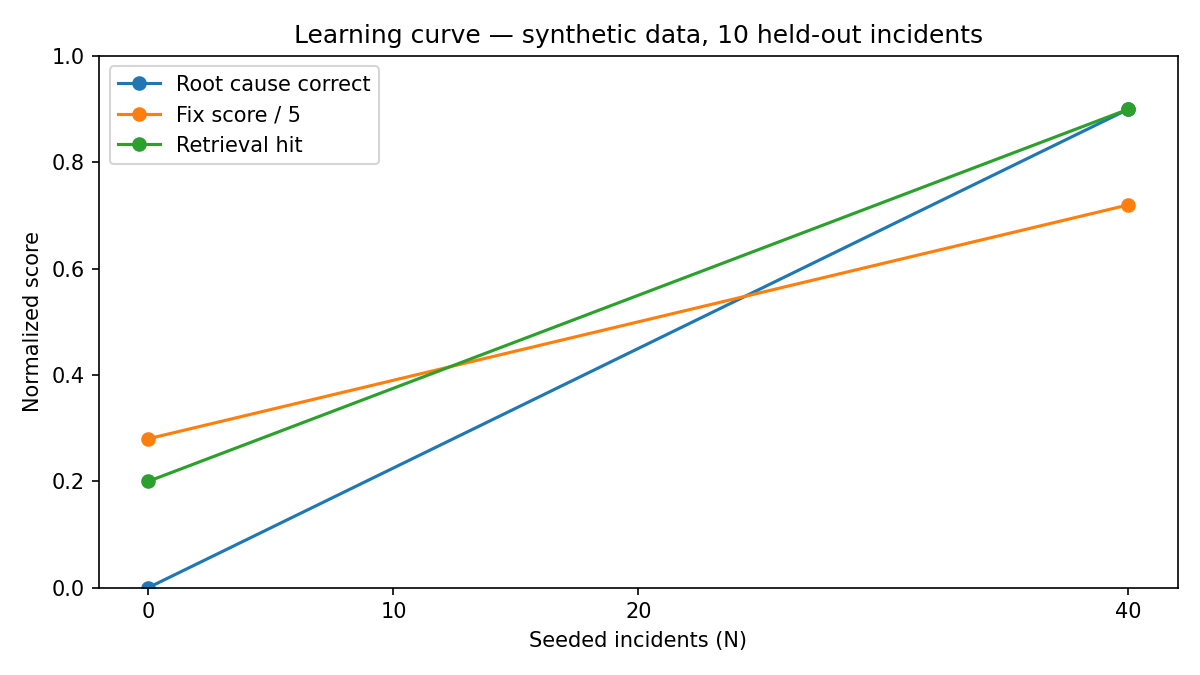 Learning curve — synthetic data, 10 held-out incidents
1.0
Root cause correct
Fix score / 5
Retrieval hit
0.8
0.6
0.4
0.2
0.0
Normalized score
0 10 20 40
Seeded incidents (N)